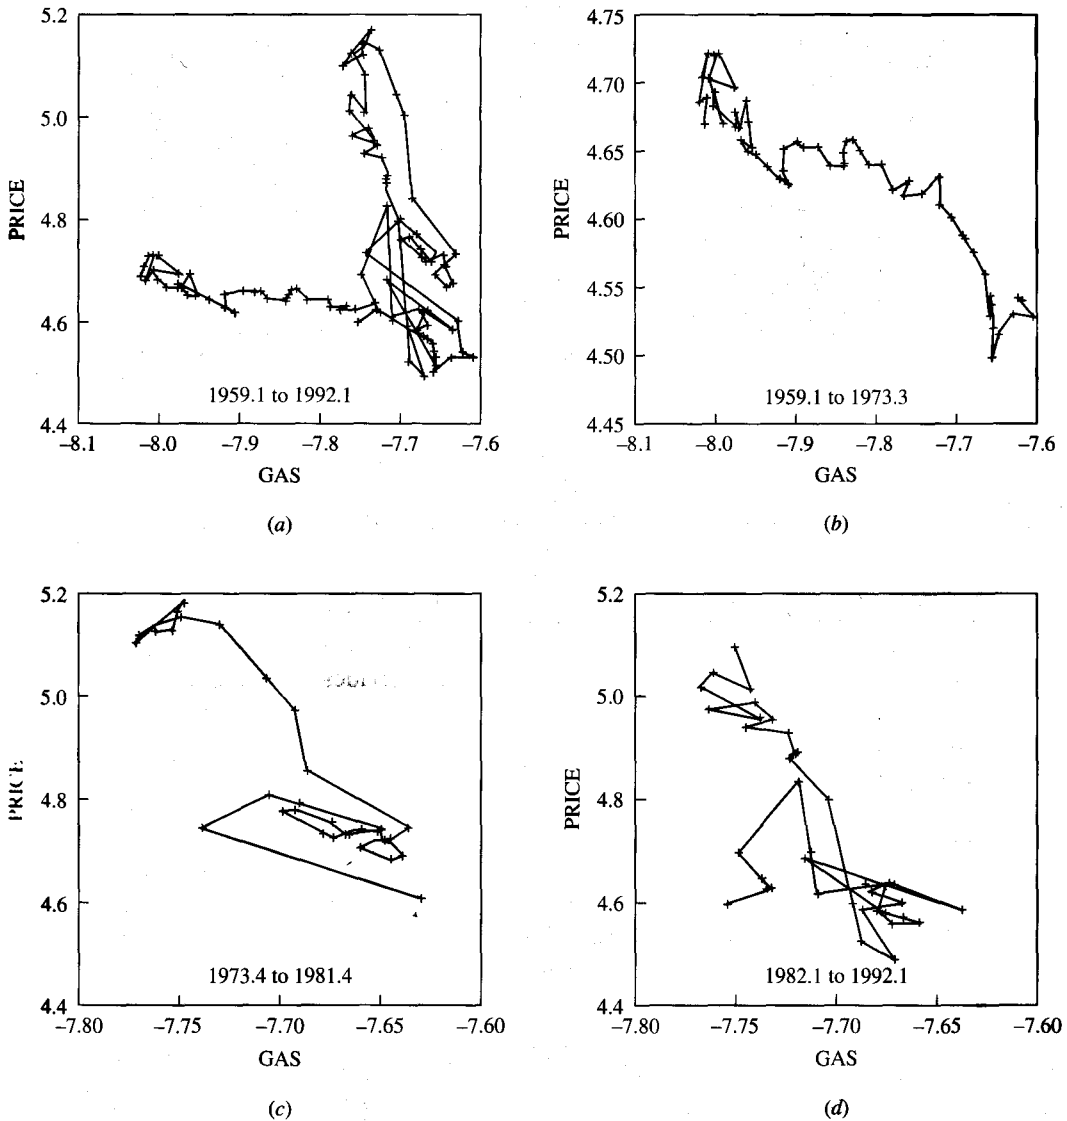 5.2
5.0
4.8
4.6
4.4
PRICE
–8.1 –8.0 –7.9 –7.8 –7.7 –7.6
GAS
1959.1 to 1992.1
(a)
4.75
4.70
4.65
4.60
4.55
4.50
4.45
PRICE
–8.1 –8.0 –7.9 –7.8 –7.7 –7.6
GAS
1959.1 to 1973.3
(b)
5.2
5.0
4.8
4.6
4.4
–7.80 –7.75 –7.70 –7.65 –7.60
GAS
1973.4 to 1981.4
(c)
5.2
5.0
4.8
4.6
4.4
PRICE
–7.80 –7.75 –7.70 –7.65 –7.60
GAS
1982.1 to 1992.1
(d)